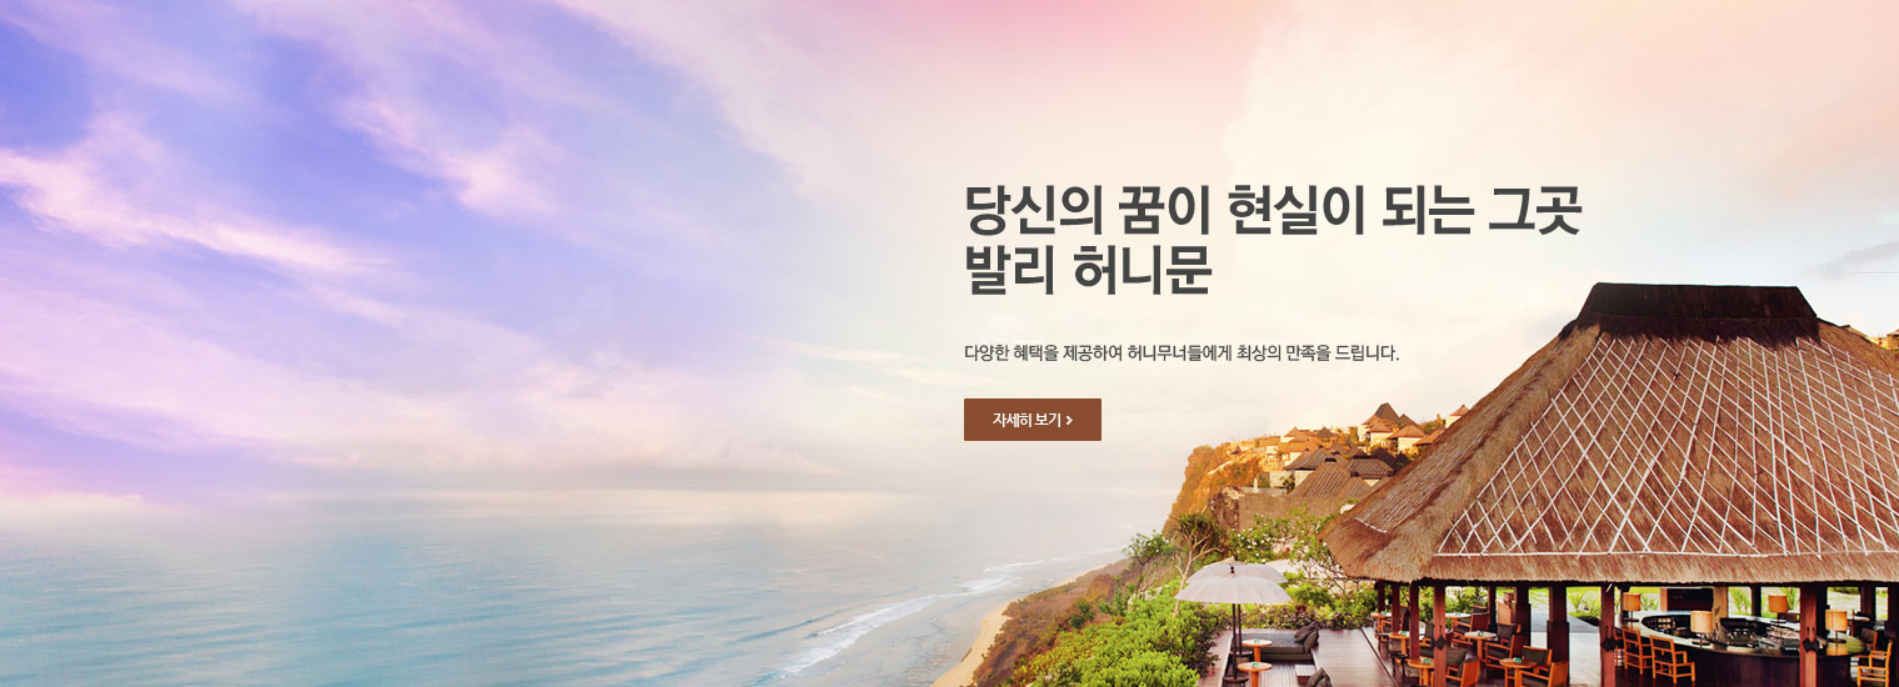 당신의 꿈이 현실이 되는 그곳
발리 허니문
다양한 혜택을 제공하여 허니무너들에게 최상의 만족을 드립니다.
자세히 보기 >